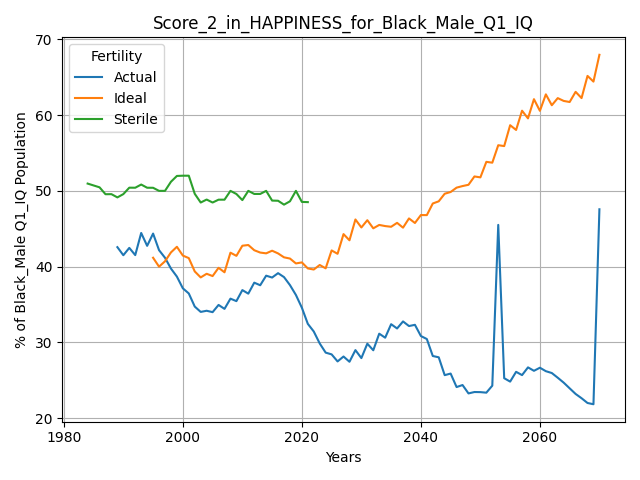 Score_2_in_HAPPINESS_for_Black_Male_Q1_IQ
% of Black_Male Q1_IQ Population
70
60
50
40
30
20
Fertility
Actual
Ideal
Sterile
1980
2000
2020
2040
2060
Years